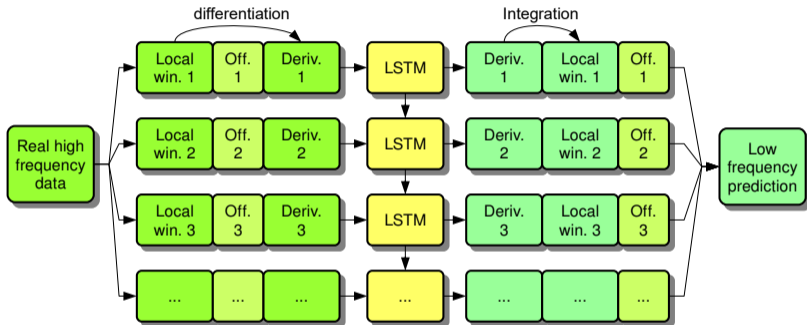 differentiation
Integration
Local Off. Deriv. LSTM Deriv. Local Off.
win. 1 1 1 1 win. 1 1
Real high
frequency
data
Local Off. Deriv. LSTM Deriv. Local Off.
win. 2 2 2 2 win. 2 2
Low
frequency
prediction
Local Off. Deriv. LSTM Deriv. Local Off.
win. 3 3 3 3 win. 3 3
... ... ... ... ... ... ...